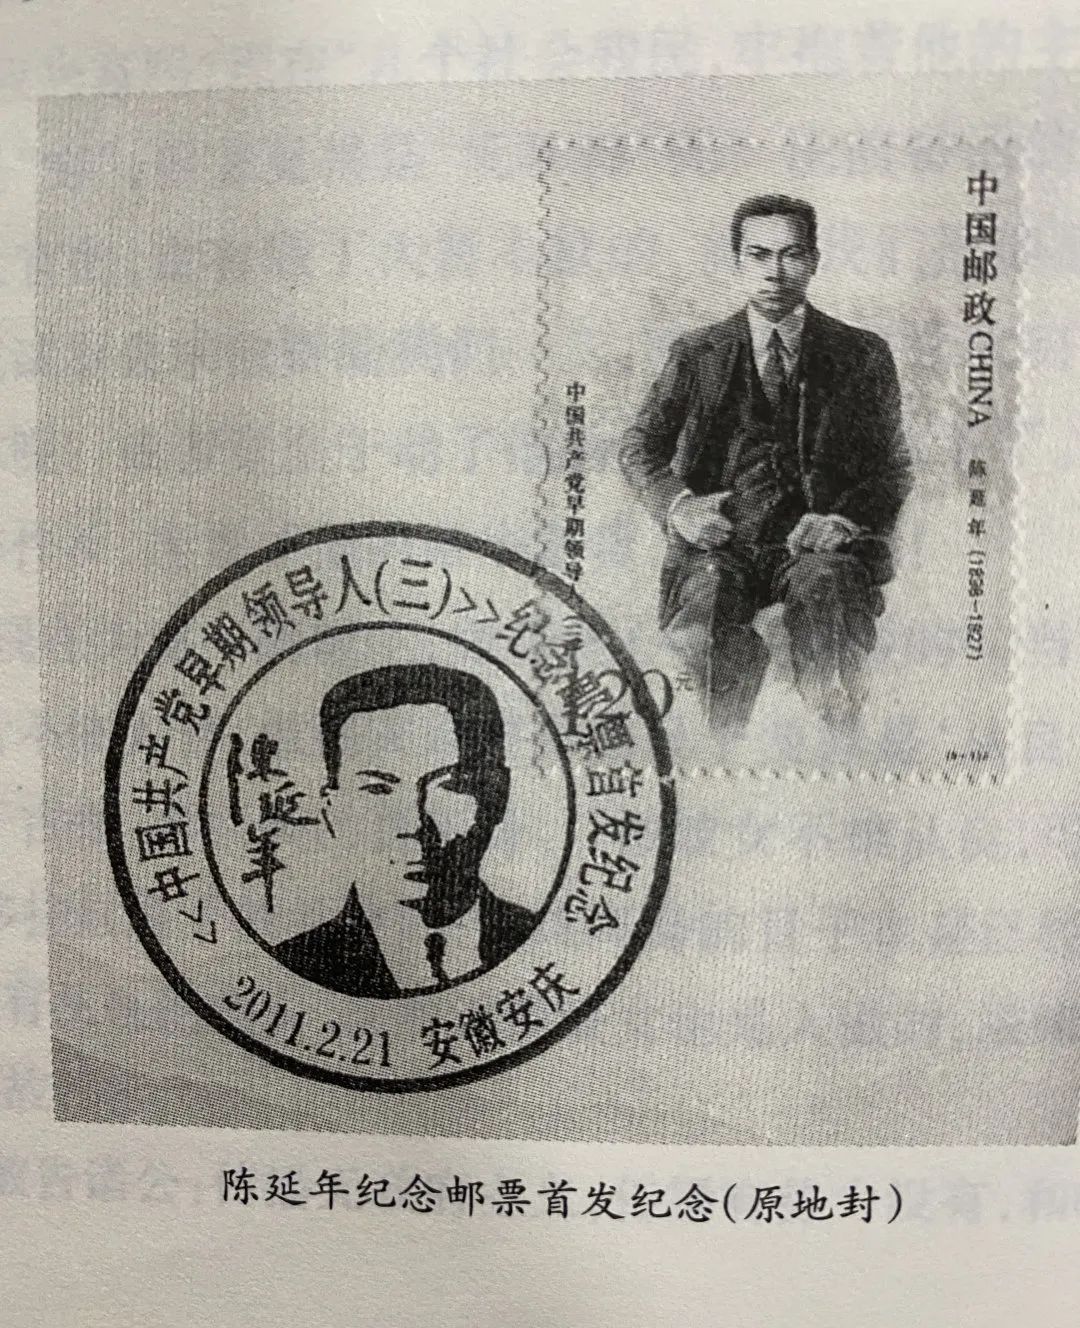 中国邮政CHINA
陈延年(1898—1927)
中国共产党早期领导人(三)
元
<<中国共产党早期领导人(三)>>纪念邮票首发纪念
陳延年
2011.2.21 安徽安庆
陈延年纪念邮票首发纪念(原地封)